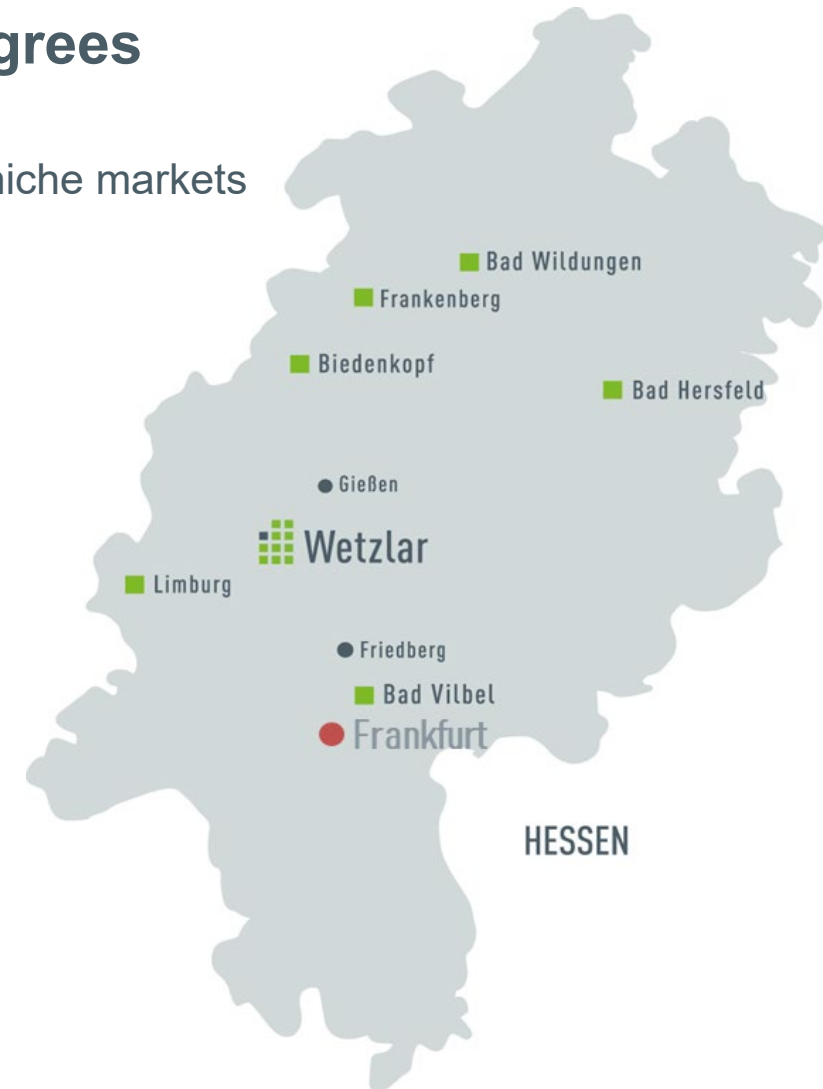 grees
niche markets
Bad Wildungen
Frankenberg
Biedenkopf
Bad Hersfeld
Gießen
Wetzlar
Limburg
Friedberg
Bad Vilbel
Frankfurt
HESSEN